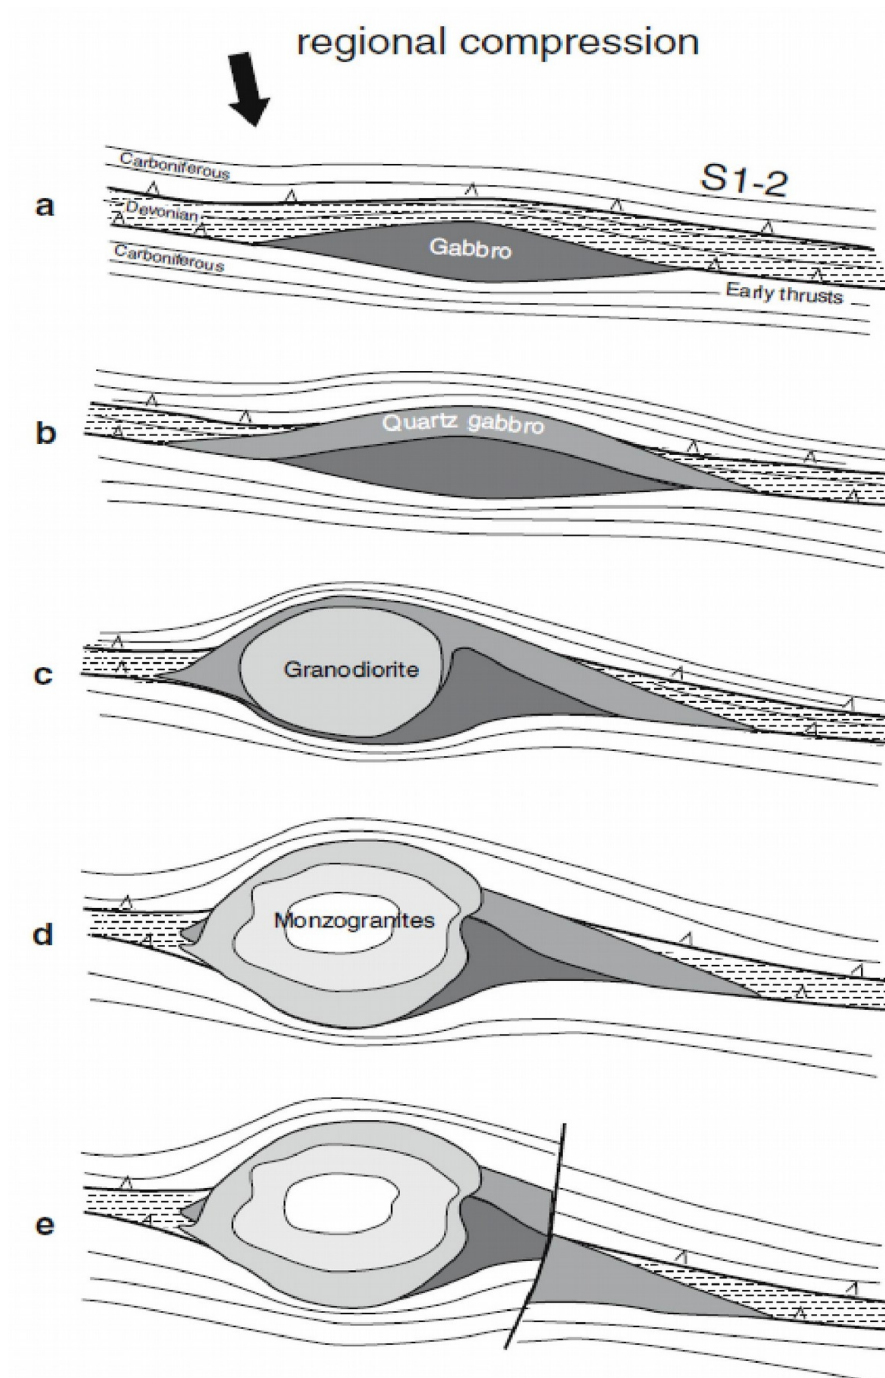 regional compression
a
Carboniferous
S1-2
Devonian
Gabbro
Carboniferous
Early thrusts
b
Quartz gabbro
c
Granodiorite
d
Monzogranites
e